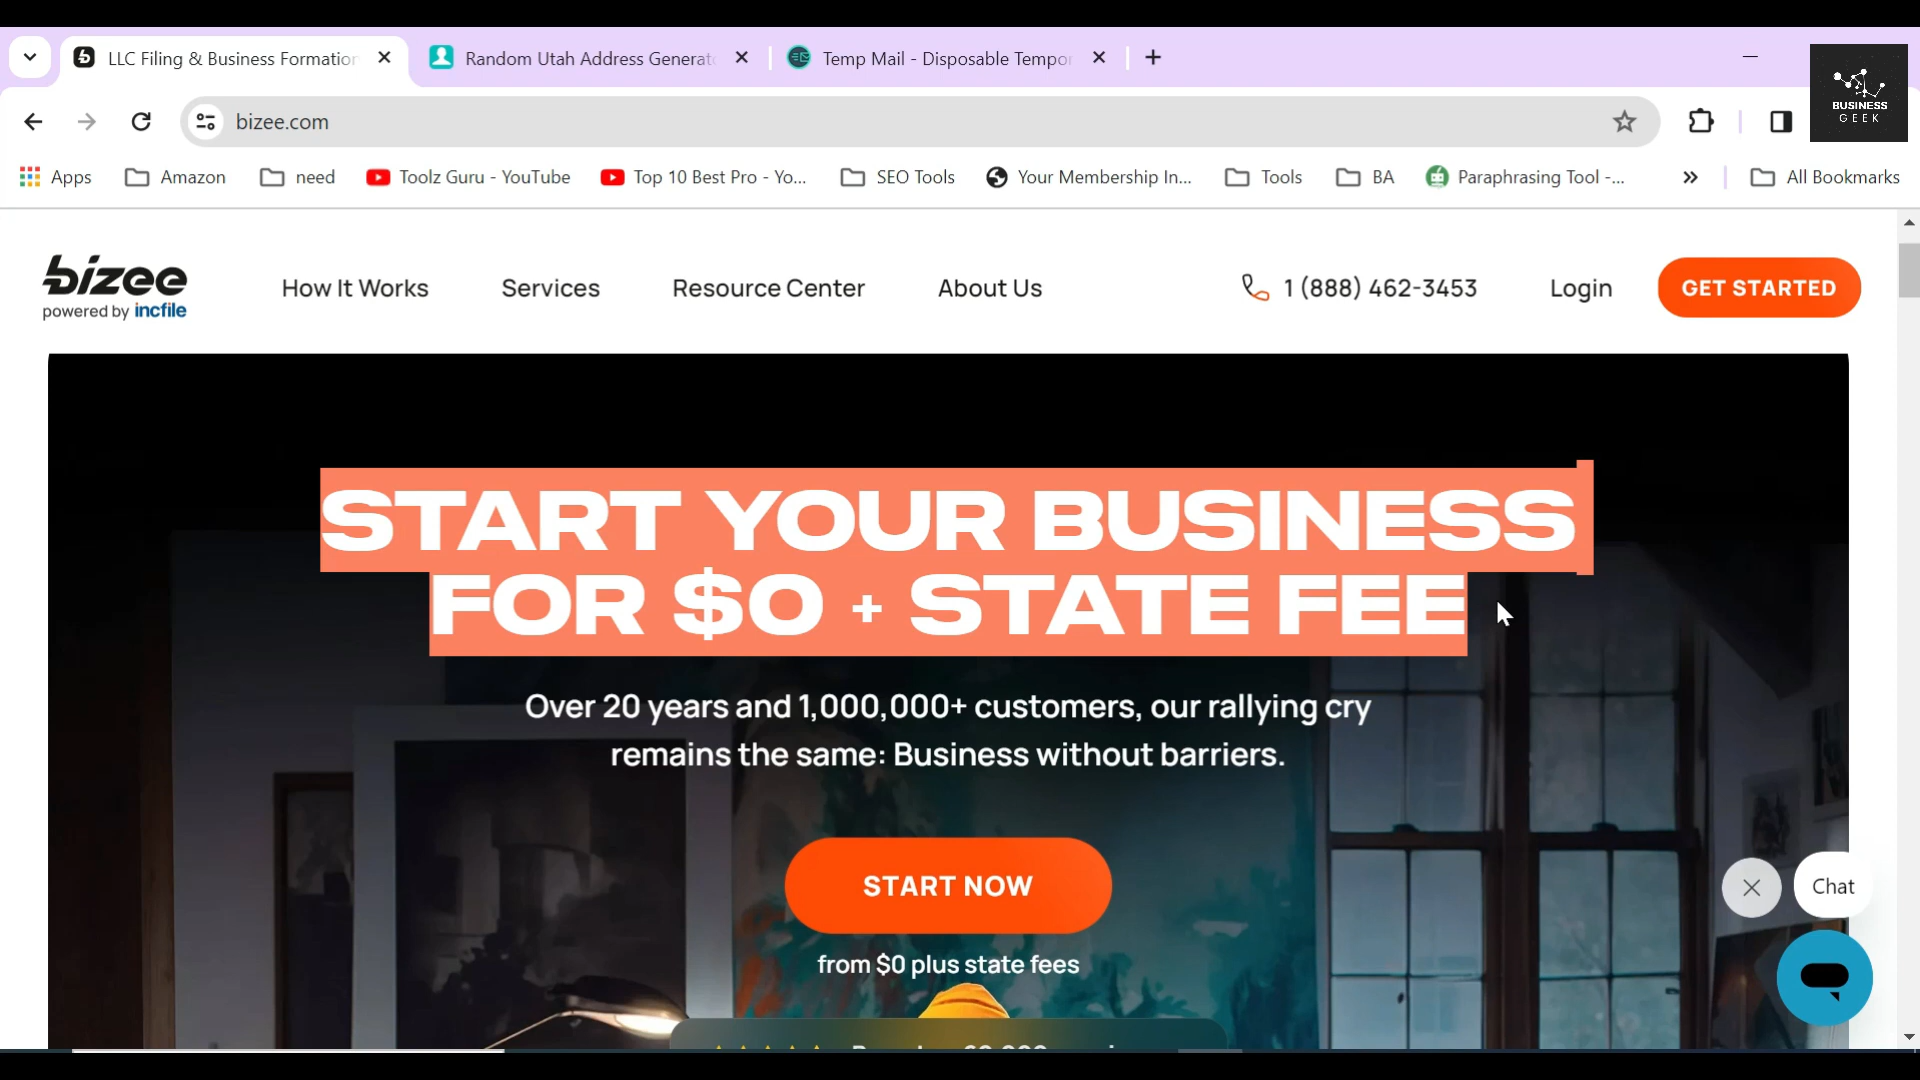 LLC Filing & Business Formation
Random Utah Address Generato
Temp Mail - Disposable Tempor
BUSINESS
GEEK
bizee.com
Apps
Amazon
need
Toolz Guru - YouTube
Top 10 Best Pro - Yo...
SEO Tools
Your Membership In...
Tools
BA
Paraphrasing Tool -...
»
All Bookmarks
bizee
powered by incfile
How It Works
Services
Resource Center
About Us
1 (888) 462-3453
Login
GET STARTED
START YOUR BUSINESS
FOR $0 + STATE FEE
Over 20 years and 1,000,000+ customers, our rallying cry
remains the same: Business without barriers.
START NOW
from $0 plus state fees
Chat